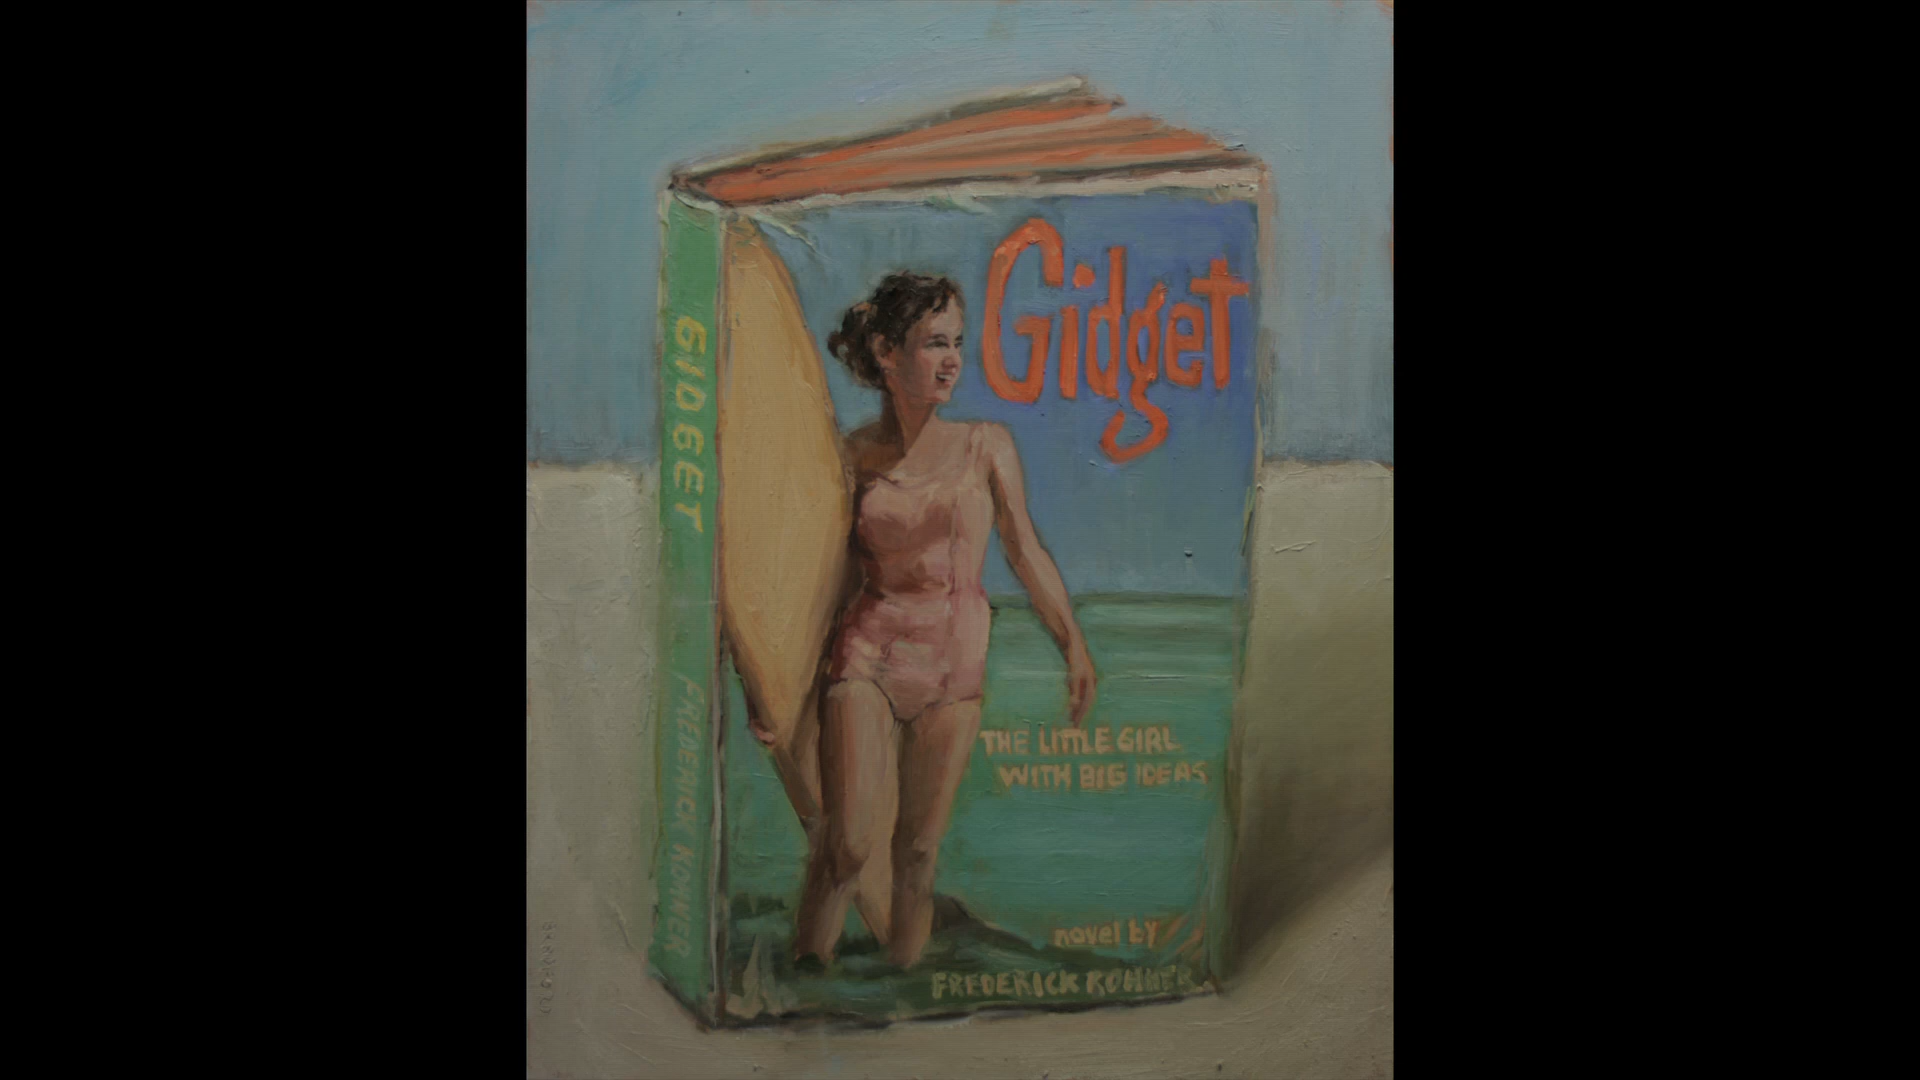 GIDGET
FREDERICK KOHNER
Gidget
THE LITTLE GIRL
WITH BIG IDEAS
novel by
FREDERICK KOHNER